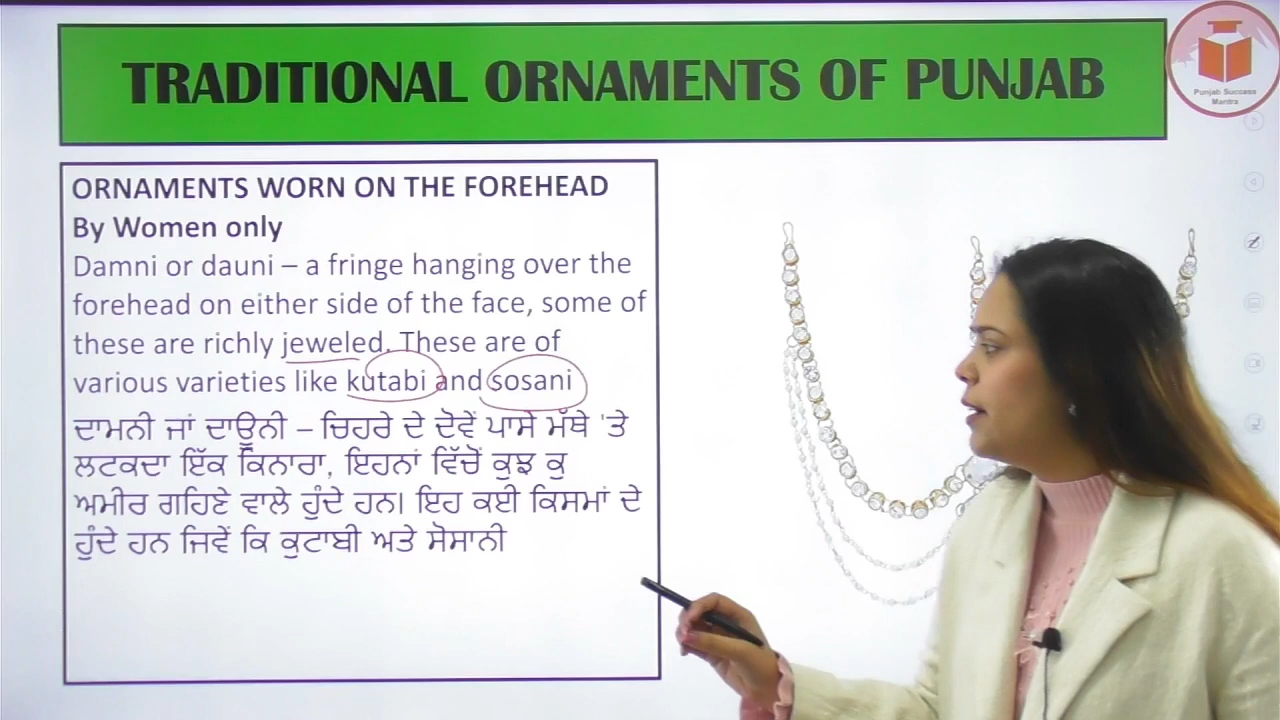 TRADITIONAL ORNAMENTS OF PUNJAB
Punjab Success
Mantra
ORNAMENTS WORN ON THE FOREHEAD
By Women only
Damni or dauni – a fringe hanging over the
forehead on either side of the face, some of
these are richly jeweled. These are of
various varieties like kutabi and sosani
ਦਾਮਨੀ ਜਾਂ ਦਾਊਨੀ – ਚਿਹਰੇ ਦੇ ਦੋਵੇਂ ਪਾਸੇ ਮੱਥੇ 'ਤੇ
ਲਟਕਦਾ ਇੱਕ ਕਿਨਾਰਾ, ਇਹਨਾਂ ਵਿੱਚੋਂ ਕੁਝ ਕੁ
ਅਮੀਰ ਗਹਿਣੇ ਵਾਲੇ ਹੁੰਦੇ ਹਨ। ਇਹ ਕਈ ਕਿਸਮਾਂ ਦੇ
ਹੁੰਦੇ ਹਨ ਜਿਵੇਂ ਕਿ ਕੁਟਾਬੀ ਅਤੇ ਸੋਸਾਨੀ